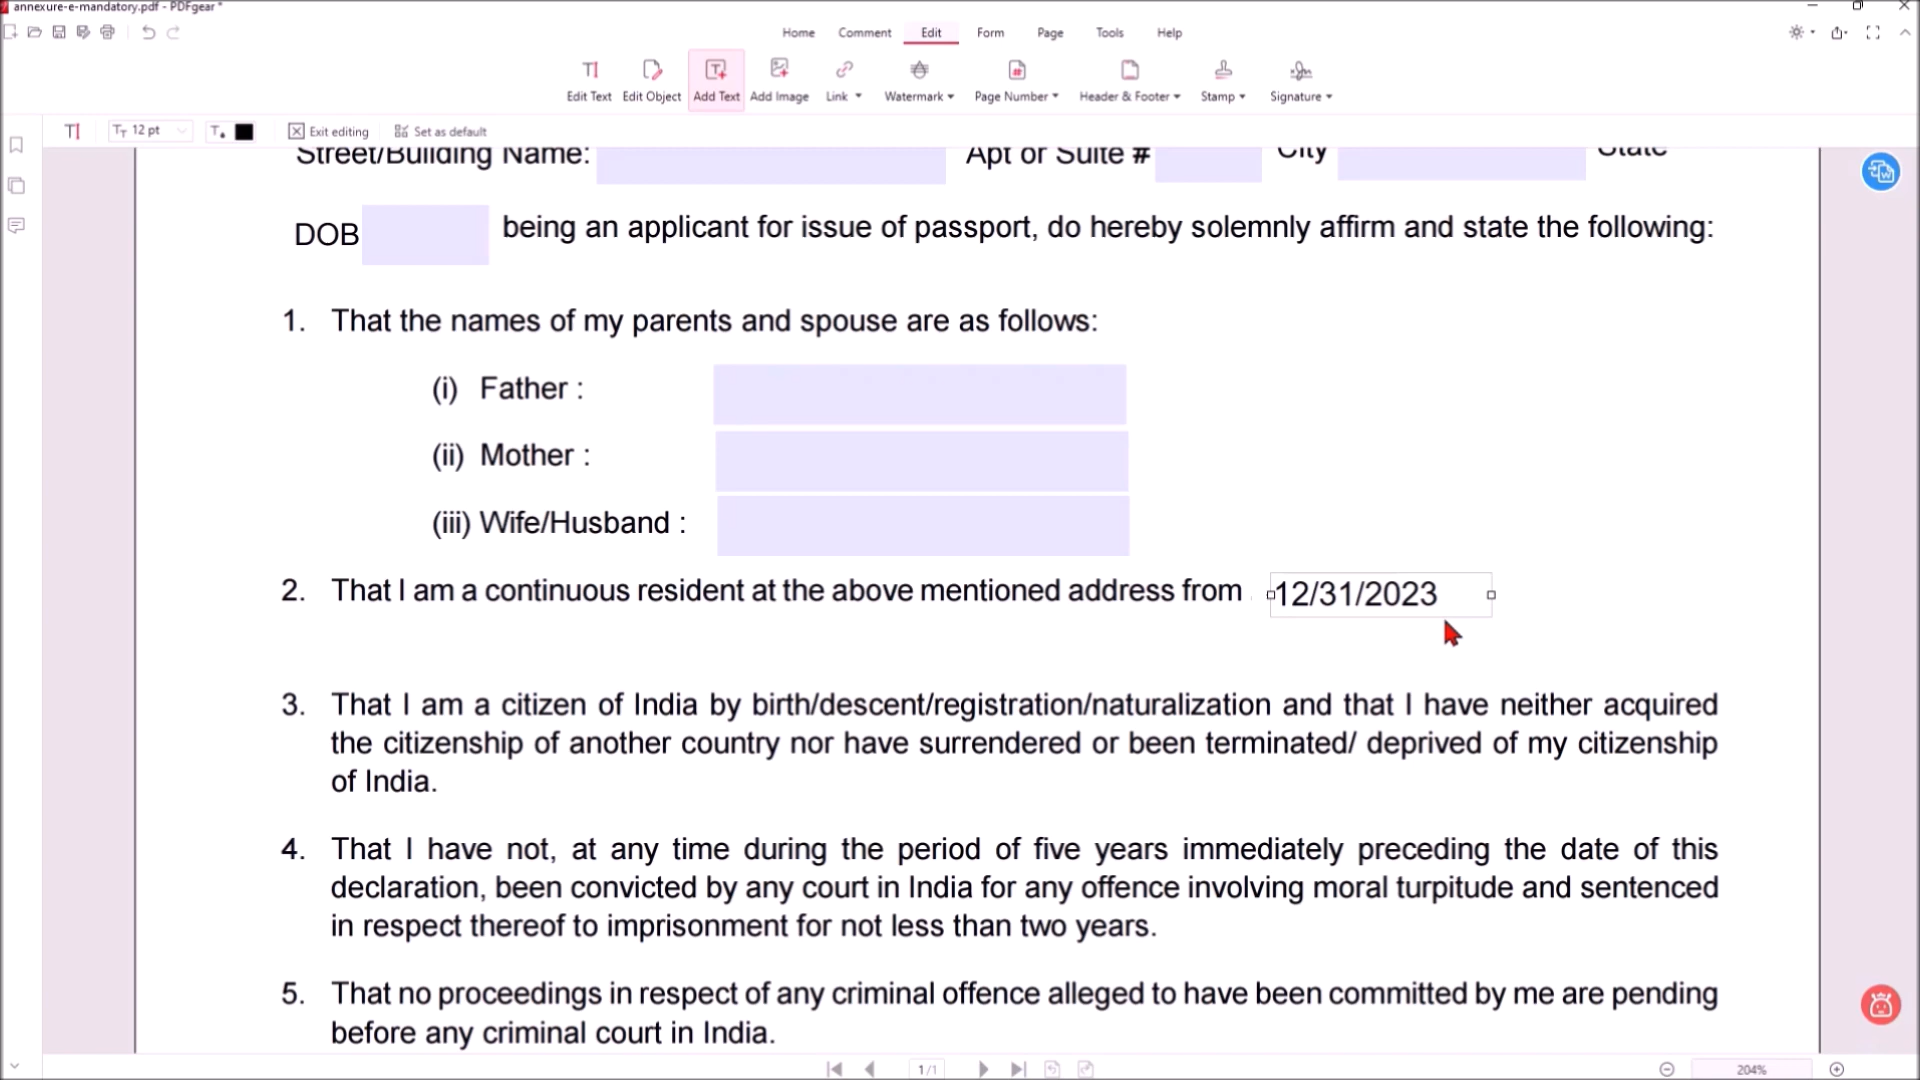 annexure-e-mandatory.pdf - PDFgear *
Home Comment Edit Form Page Tools Help
Edit Text Edit Object Add Text Add Image Link Watermark Page Number Header & Footer Stamp Signature
12 pt Exit editing Set as default
Street/Building Name: Apt or Suite # City State
DOB being an applicant for issue of passport, do hereby solemnly affirm and state the following:
1. That the names of my parents and spouse are as follows:
(i) Father :
(ii) Mother :
(iii) Wife/Husband :
2. That I am a continuous resident at the above mentioned address from 12/31/2023
3. That I am a citizen of India by birth/descent/registration/naturalization and that I have neither acquired
the citizenship of another country nor have surrendered or been terminated/ deprived of my citizenship
of India.
4. That I have not, at any time during the period of five years immediately preceding the date of this
declaration, been convicted by any court in India for any offence involving moral turpitude and sentenced
in respect thereof to imprisonment for not less than two years.
5. That no proceedings in respect of any criminal offence alleged to have been committed by me are pending
before any criminal court in India.
1/1 204%